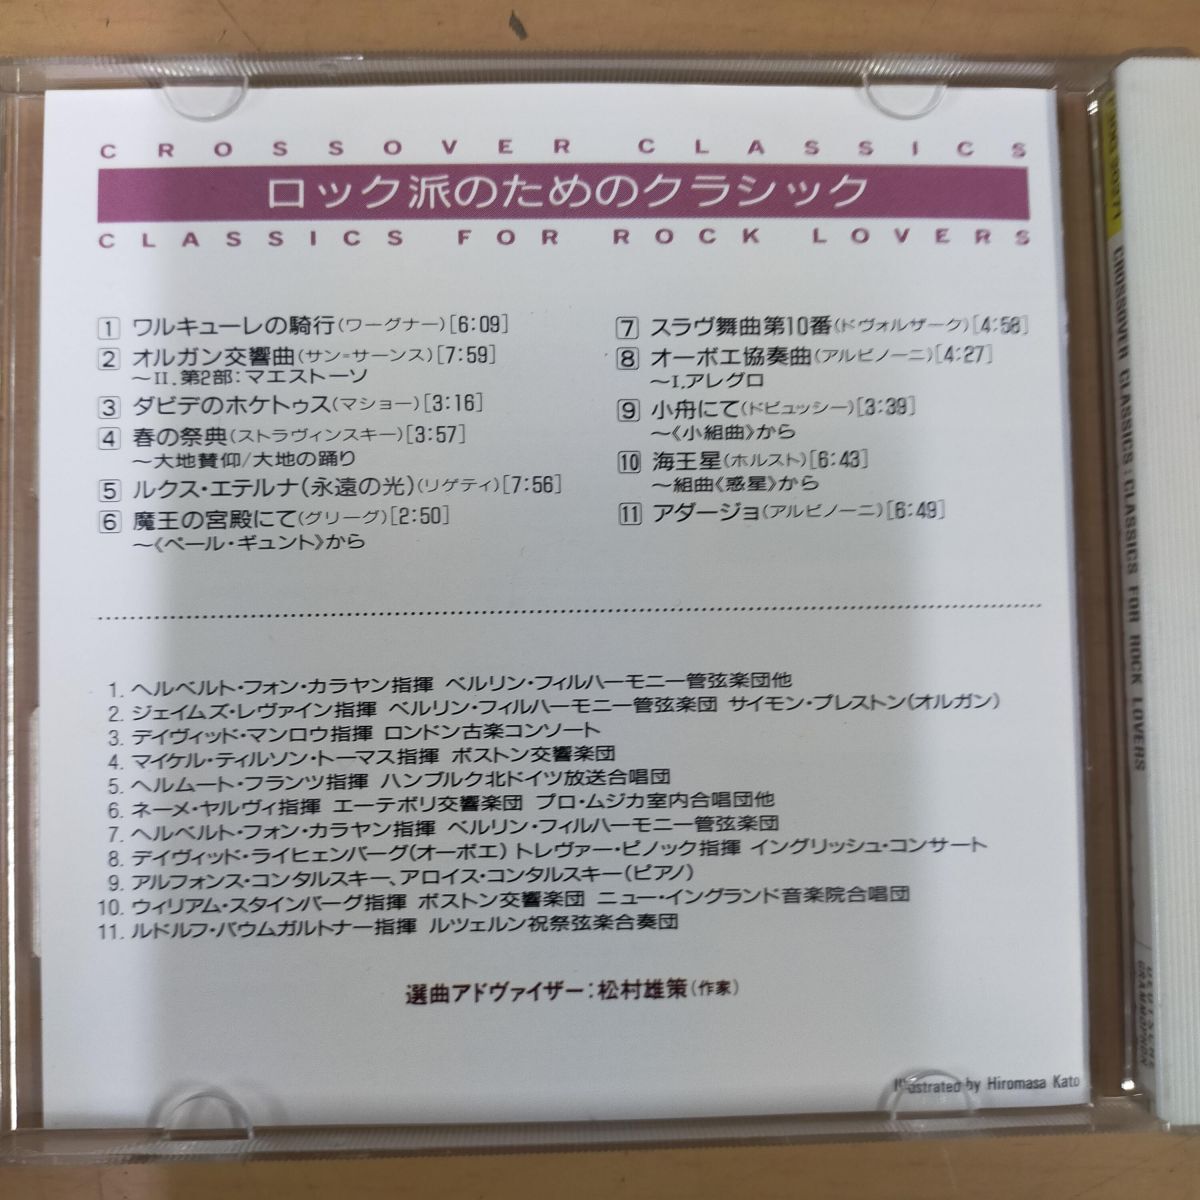 CROSSOVER CLASSICS
ロック派のためのクラシック
CLASSICS FOR ROCK LOVERS
1 ワルキューレの騎行(ワーグナー)[6:09]
2 オルガン交響曲(サン=サーンス)[7:59]
～II.第2部:マエストーソ
3 ダビデのホケトゥス(マショー)[3:16]
4 春の祭典(ストラヴィンスキー)[3:57]
～大地賛仰/大地の踊り
5 ルクス・エテルナ(永遠の光)(リゲティ)[7:56]
6 魔王の宮殿にて(グリーグ)[2:50]
～《ペール・ギュント》から
7 スラヴ舞曲第10番(ドヴォルザーク)[4:58]
8 オーボエ協奏曲(アルビノーニ)[4:27]
～I.アレグロ
9 小舟にて(ドビュッシー)[3:39]
～《小組曲》から
10 海王星(ホルスト)[6:43]
～組曲《惑星》から
11 アダージョ(アルビノーニ)[6:49]
1. ヘルベルト・フォン・カラヤン指揮 ベルリン・フィルハーモニー管弦楽団他
2. ジェイムズ・レヴァイン指揮 ベルリン・フィルハーモニー管弦楽団 サイモン・プレストン(オルガン)
3. デイヴィッド・マンロウ指揮 ロンドン古楽コンソート
4. マイケル・ティルソン・トーマス指揮 ボストン交響楽団
5. ヘルムート・フランツ指揮 ハンブルク北ドイツ放送合唱団
6. ネーメ・ヤルヴィ指揮 エーテボリ交響楽団 プロ・ムジカ室内合唱団他
7. ヘルベルト・フォン・カラヤン指揮 ベルリン・フィルハーモニー管弦楽団
8. デイヴィッド・ライヒェンバーグ(オーボエ) トレヴァー・ピノック指揮 イングリッシュ・コンサート
9. アルフォンス・コンタルスキー、アロイス・コンタルスキー(ピアノ)
10. ウィリアム・スタインバーグ指揮 ボストン交響楽団 ニュー・イングランド音楽院合唱団
11. ルドルフ・バウムガルトナー指揮 ルツェルン祝祭弦楽合奏団
選曲アドヴァイザー:松村雄策(作家)
Illustrated by Hiromasa Kato
CROSSOVER CLASSICS:CLASSICS FOR ROCK LOVERS
DEUTSCHE
GRAMMOPHON